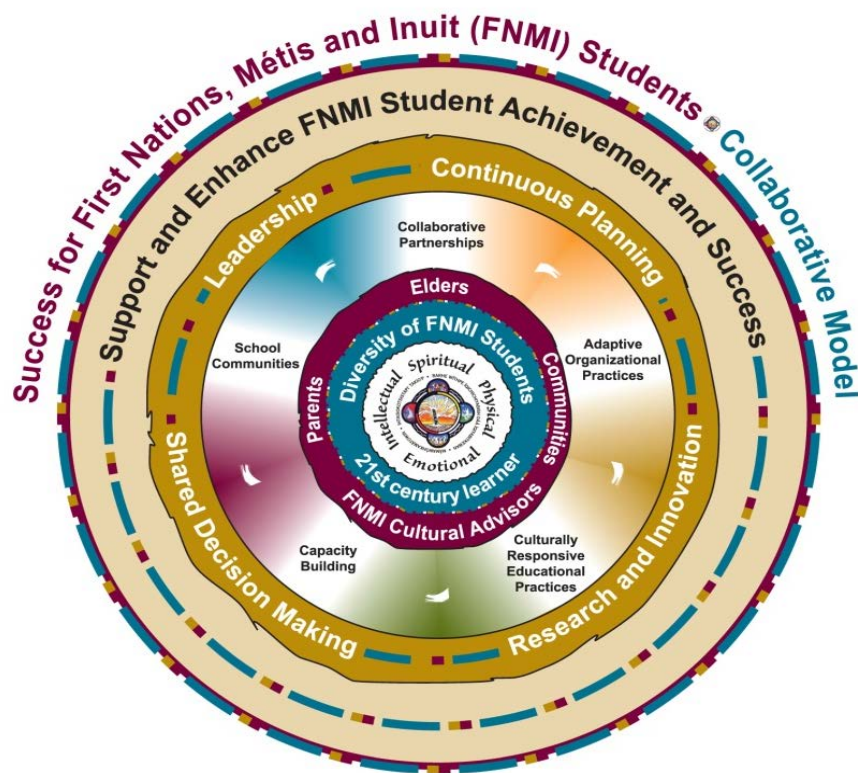 Success for First Nations, Métis and Inuit (FNMI) Students
Collaborative Model
Support and Enhance FNMI Student Achievement and Success
Leadership
Continuous Planning
Shared Decision Making
Research and Innovation
Collaborative
Partnerships
School
Communities
Adaptive
Organizational
Practices
Capacity
Building
Culturally
Responsive
Educational
Practices
Elders
Parents
Communities
FNMI Cultural Advisors
Diversity of FNMI Students
21st century learner
Intellectual
Spiritual
Physical
Emotional